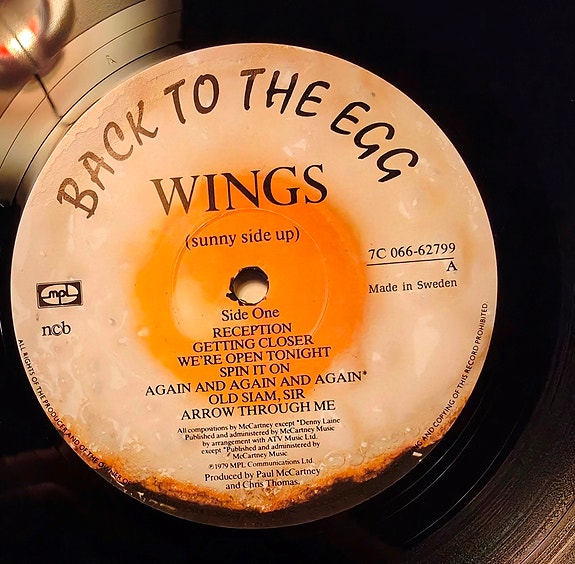 BACK TO THE EGG
WINGS
(sunny side up)
7C 066-62799
A
Made in Sweden
mpl
ncb
Side One
RECEPTION
GETTING CLOSER
WE'RE OPEN TONIGHT
SPIN IT ON
AGAIN AND AGAIN AND AGAIN*
OLD SIAM, SIR
ARROW THROUGH ME
All compositions by McCartney except *Denny Laine
Published and administered by McCartney Music
by arrangement with ATV Music Ltd.
except *Published and administered by
McCartney Music
℗1979 MPL Communications Ltd.
Produced by Paul McCartney
and Chris Thomas.
ALL RIGHTS OF THE PRODUCER AND OF THE OWNER OF
AND COPYING OF THIS RECORD PROHIBITED.
A